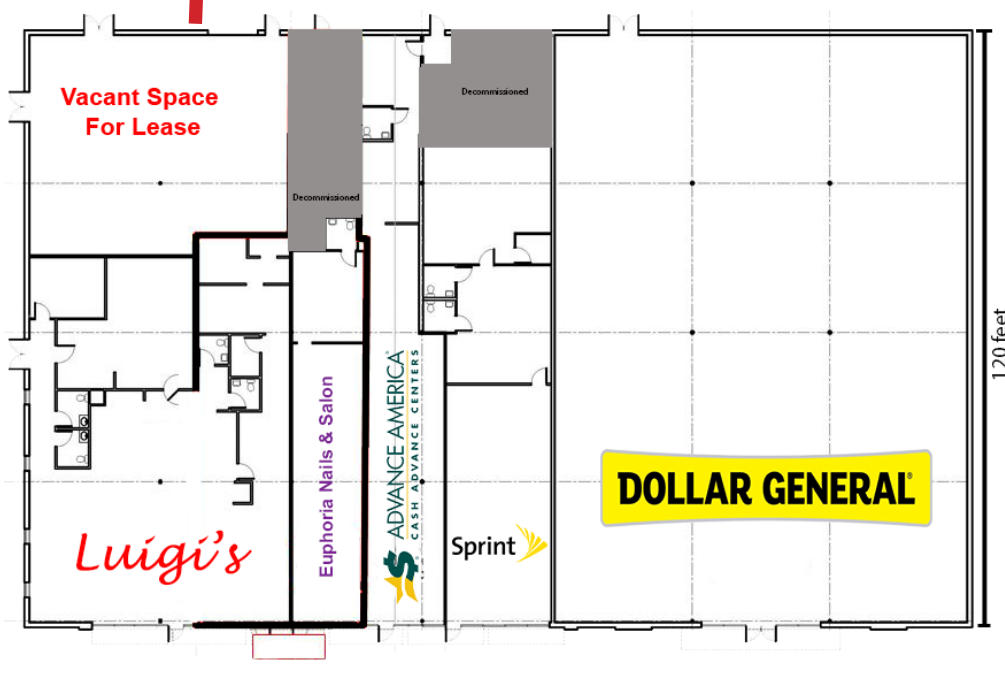 Vacant Space
For Lease
Decommissioned
Decommissioned
120 feet
Euphoria Nails & Salon
ADVANCE AMERICA
CASH ADVANCE CENTERS
Luigi's
Sprint
DOLLAR GENERAL®